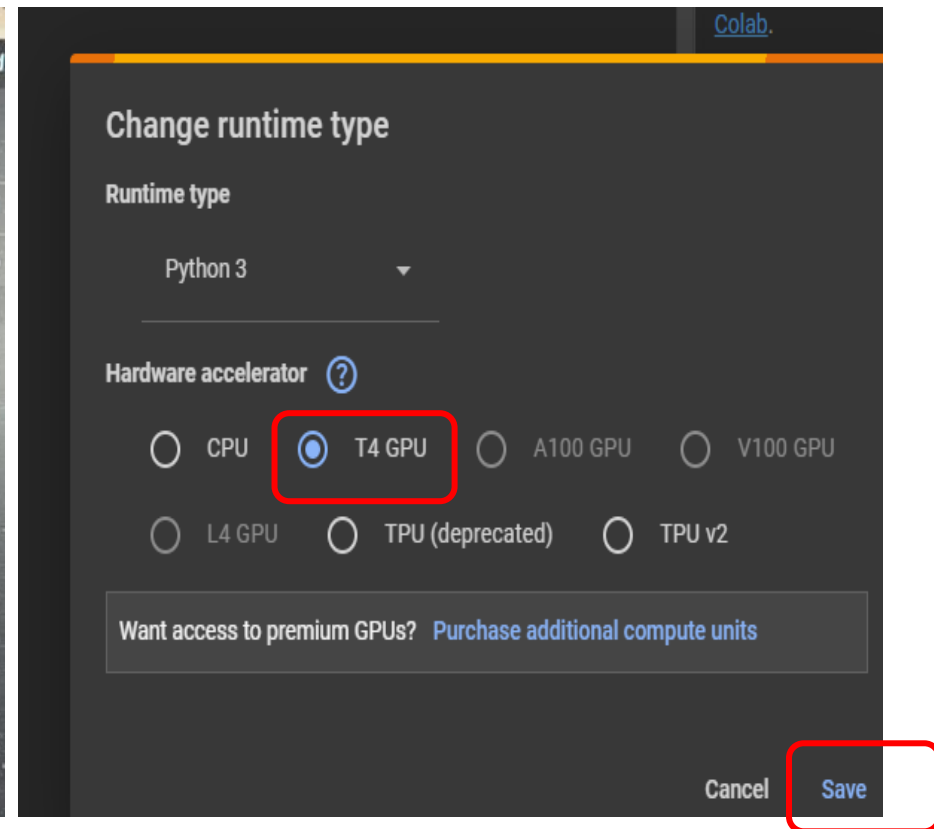 Colab.
Change runtime type
Runtime type
Python 3
Hardware accelerator ?
CPU T4 GPU A100 GPU V100 GPU
L4 GPU TPU (deprecated) TPU v2
Want access to premium GPUs? Purchase additional compute units
Cancel Save